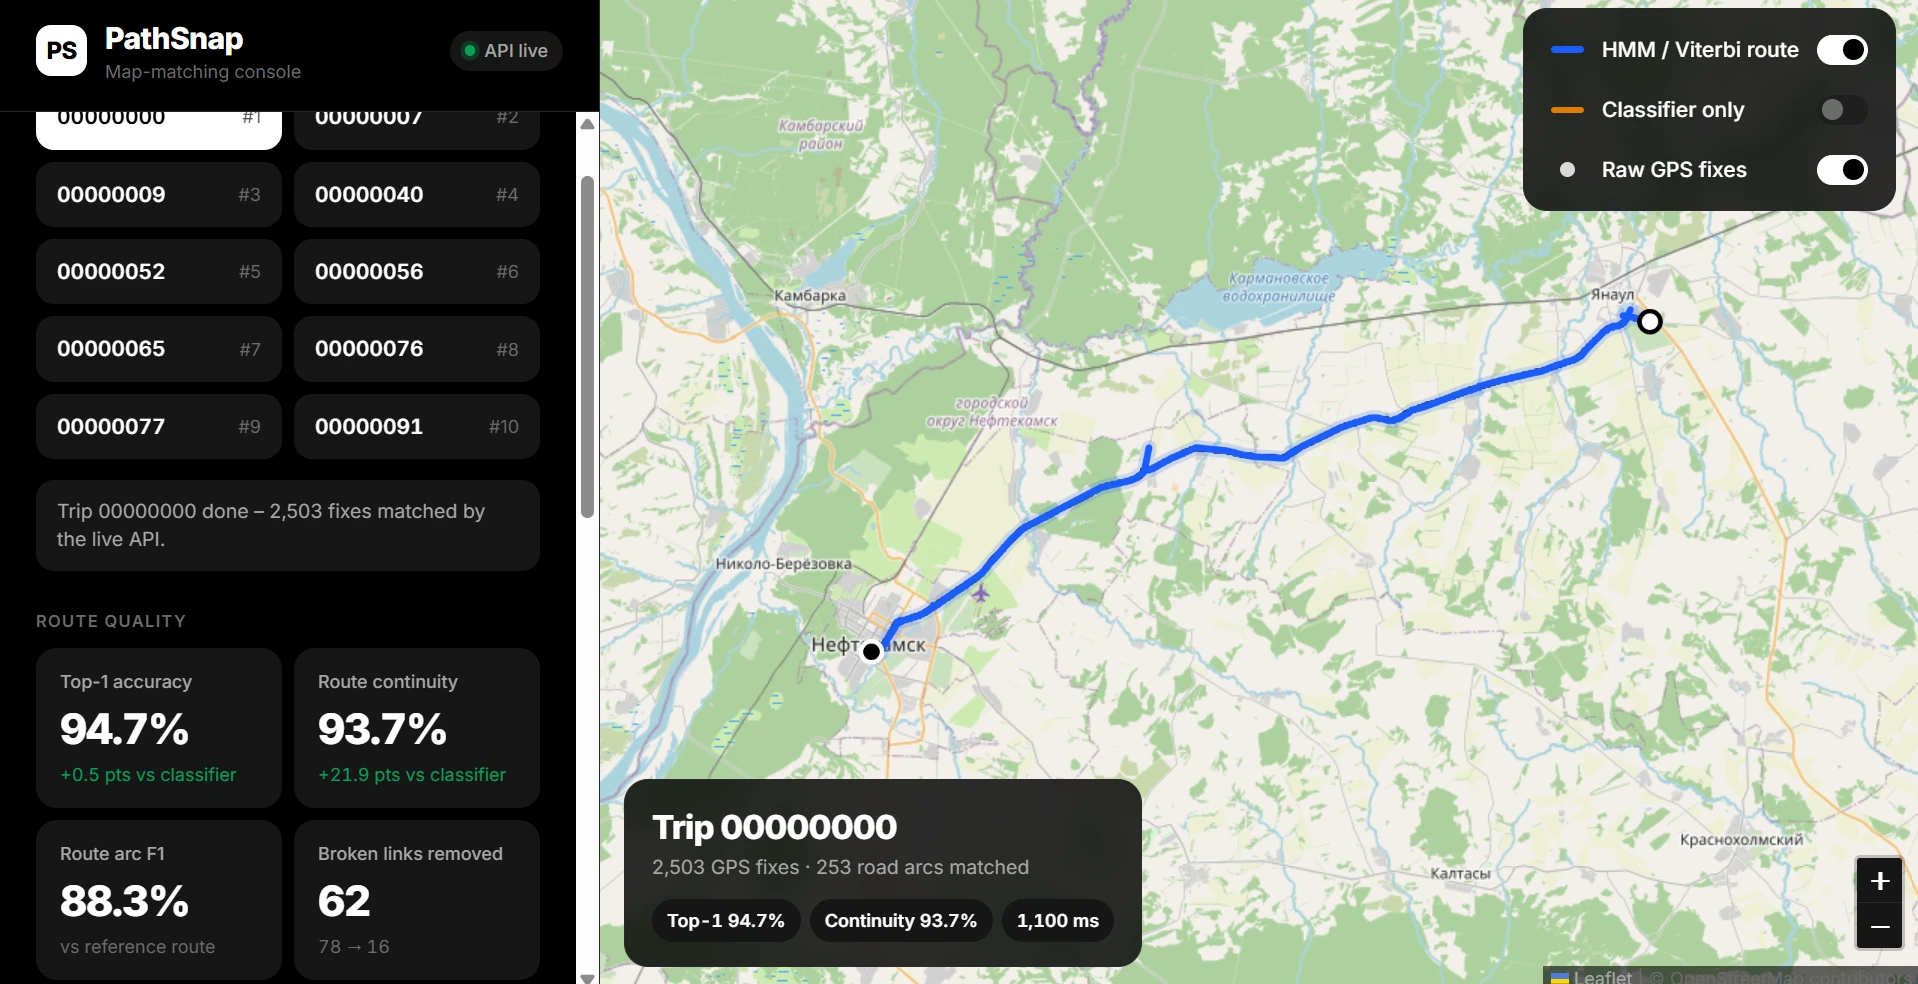 PS
PathSnap
Map-matching console
API live
00000000 #1
00000007 #2
00000009 #3
00000040 #4
00000052 #5
00000056 #6
00000065 #7
00000076 #8
00000077 #9
00000091 #10
Trip 00000000 done – 2,503 fixes matched by
the live API.
ROUTE QUALITY
Top-1 accuracy
94.7%
+0.5 pts vs classifier
Route continuity
93.7%
+21.9 pts vs classifier
Route arc F1
88.3%
vs reference route
Broken links removed
62
78 → 16
HMM / Viterbi route
Classifier only
Raw GPS fixes
Камбарский
район
Камбарка
Кармановское
водохранилище
Янаул
городской
округ Нефтекамск
Николо-Берёзовка
Нефт амск
Краснохолмский
Калтасы
Trip 00000000
2,503 GPS fixes · 253 road arcs matched
Top-1 94.7%
Continuity 93.7%
1,100 ms
+
−
Leaflet | © OpenStreetMap contributors